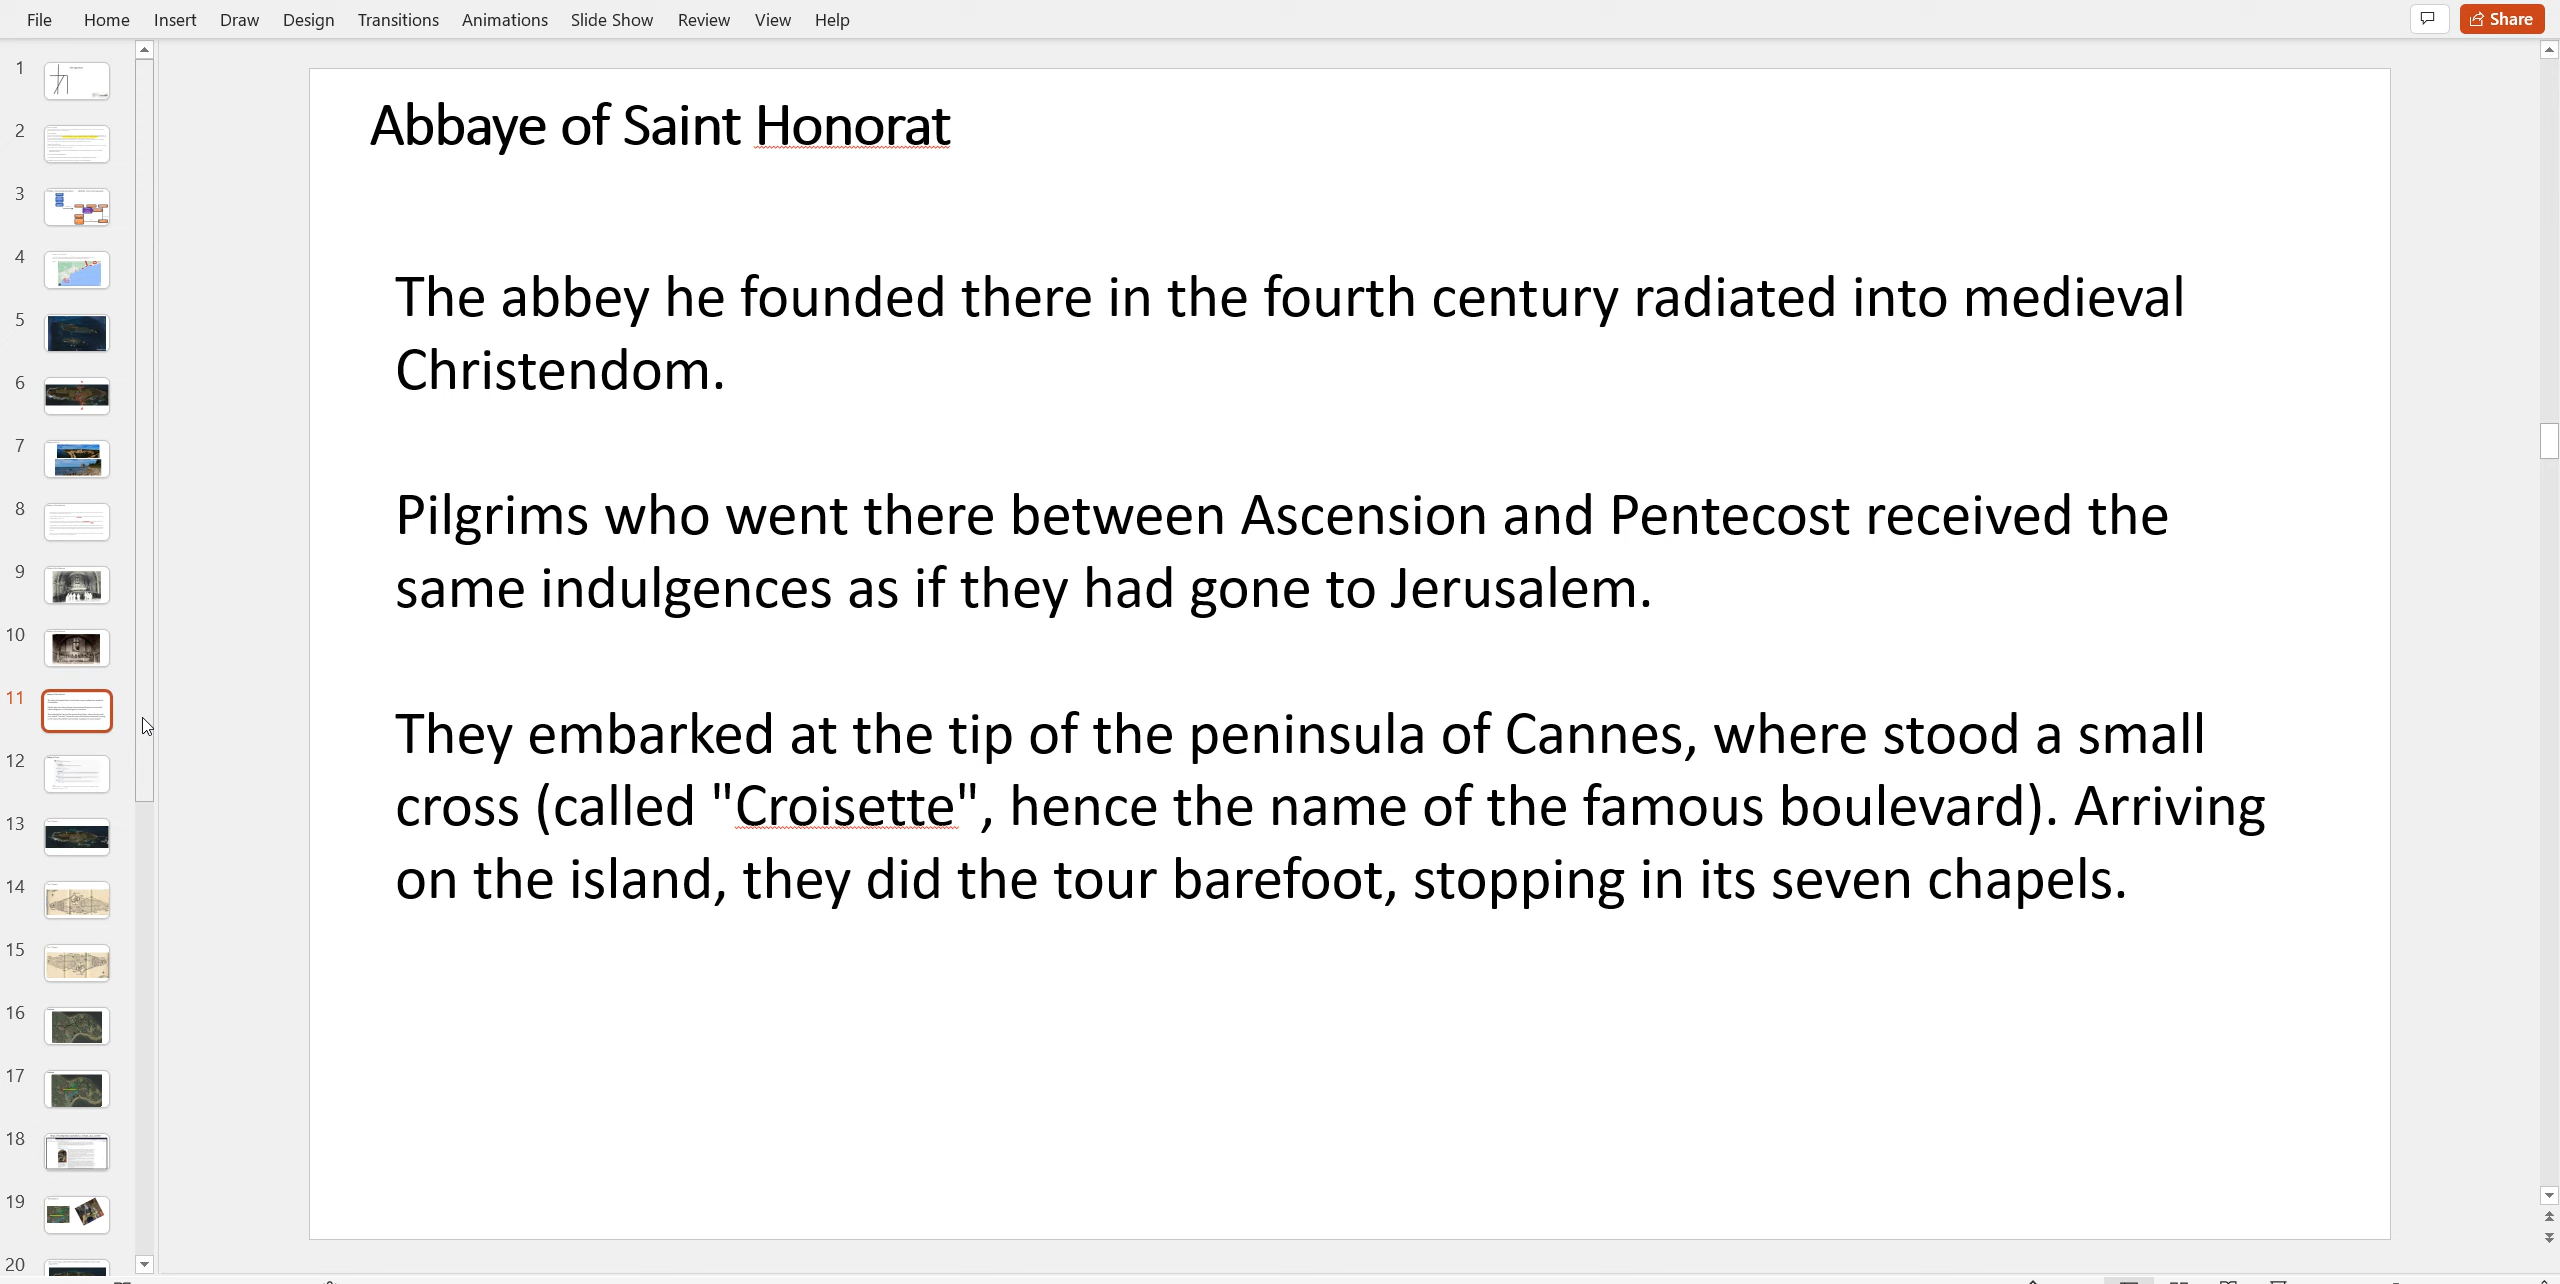 File Home Insert Draw Design Transitions Animations Slide Show Review View Help
Share
1
2
3
4
5
6
7
8
9
10
11
12
13
14
15
16
17
18
19
20
Abbaye of Saint Honorat
The abbey he founded there in the fourth century radiated into medieval
Christendom.
Pilgrims who went there between Ascension and Pentecost received the
same indulgences as if they had gone to Jerusalem.
They embarked at the tip of the peninsula of Cannes, where stood a small
cross (called "Croisette", hence the name of the famous boulevard). Arriving
on the island, they did the tour barefoot, stopping in its seven chapels.